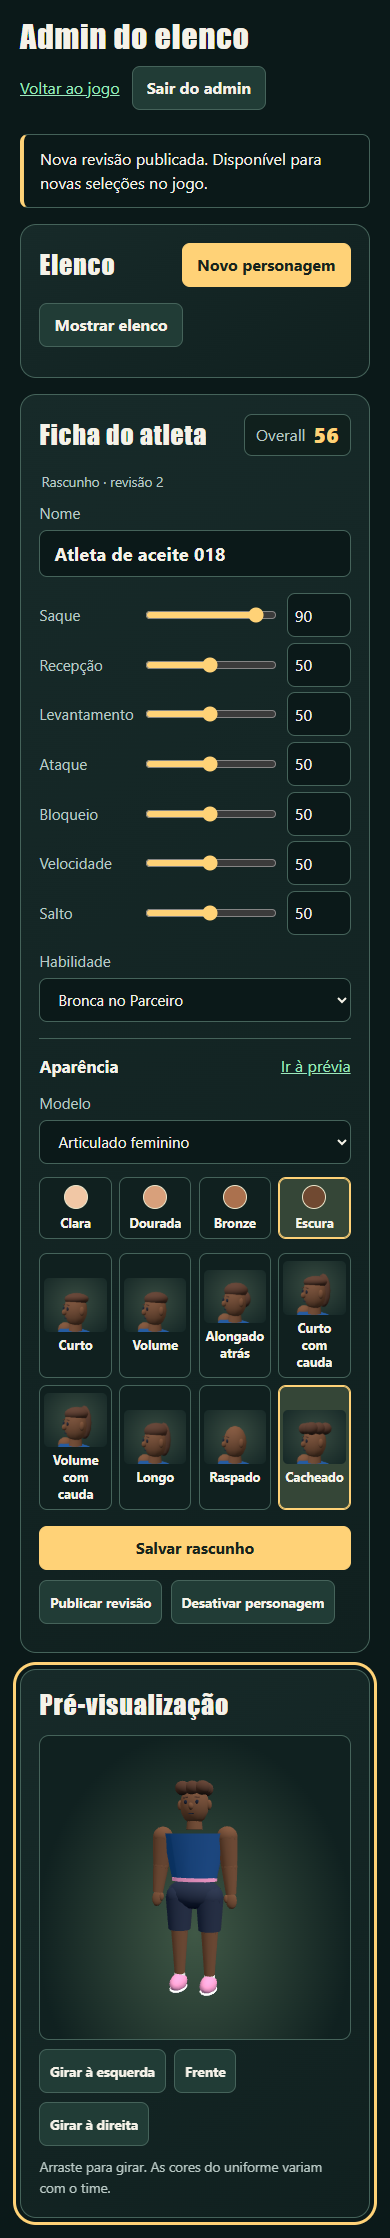 Admin do elenco
Voltar ao jogo
Sair do admin
Nova revisão publicada. Disponível para
novas seleções no jogo.
Elenco
Novo personagem
Mostrar elenco
Ficha do atleta
Overall 56
Rascunho · revisão 2
Nome
Atleta de aceite 018
Saque
90
Recepção
50
Levantamento
50
Ataque
50
Bloqueio
50
Velocidade
50
Salto
50
Habilidade
Bronca no Parceiro
Aparência
Ir à prévia
Modelo
Articulado feminino
Clara
Dourada
Bronze
Escura
Curto
Volume
Alongado
atrás
Curto
com
cauda
Volume
com
cauda
Longo
Raspado
Cacheado
Salvar rascunho
Publicar revisão
Desativar personagem
Pré-visualização
Girar à esquerda
Frente
Girar à direita
Arraste para girar. As cores do uniforme variam
com o time.